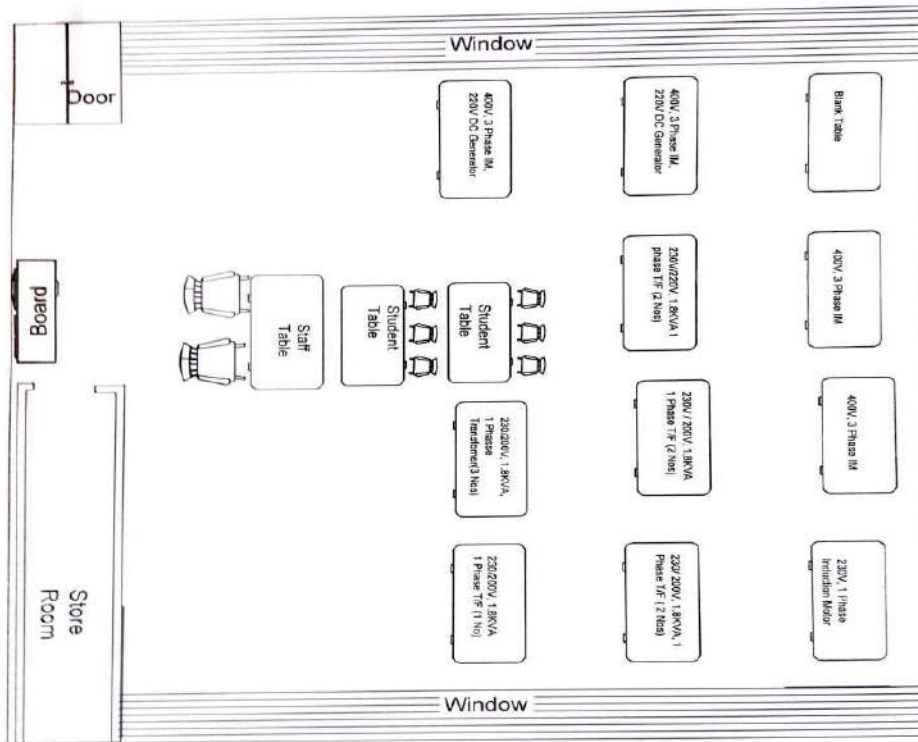 Window
Door
400V, 3 Phase IM,
220V DC Generator
400V, 3 Phase IM,
220V DC Generator
Blank Table
Board
Staff
Table
Student
Table
Student
Table
230V/220V, 1.8KVA 1
phase T/F (2 Nos)
400V, 3 Phase IM
230/200V, 1.8KVA,
1 Phasse
Transfomer(3 Nos)
230V / 200V, 1.8KVA
1 Phase T/F (2 Nos)
400V, 3 Phase IM
Store
Room
230/200V, 1.8KVA
1 Phase T/F (1 No)
230/ 200V, 1.8KVA, 1
Phase T/F ( 2 Nos)
230V, 1 Phase
Induction Motor
Window